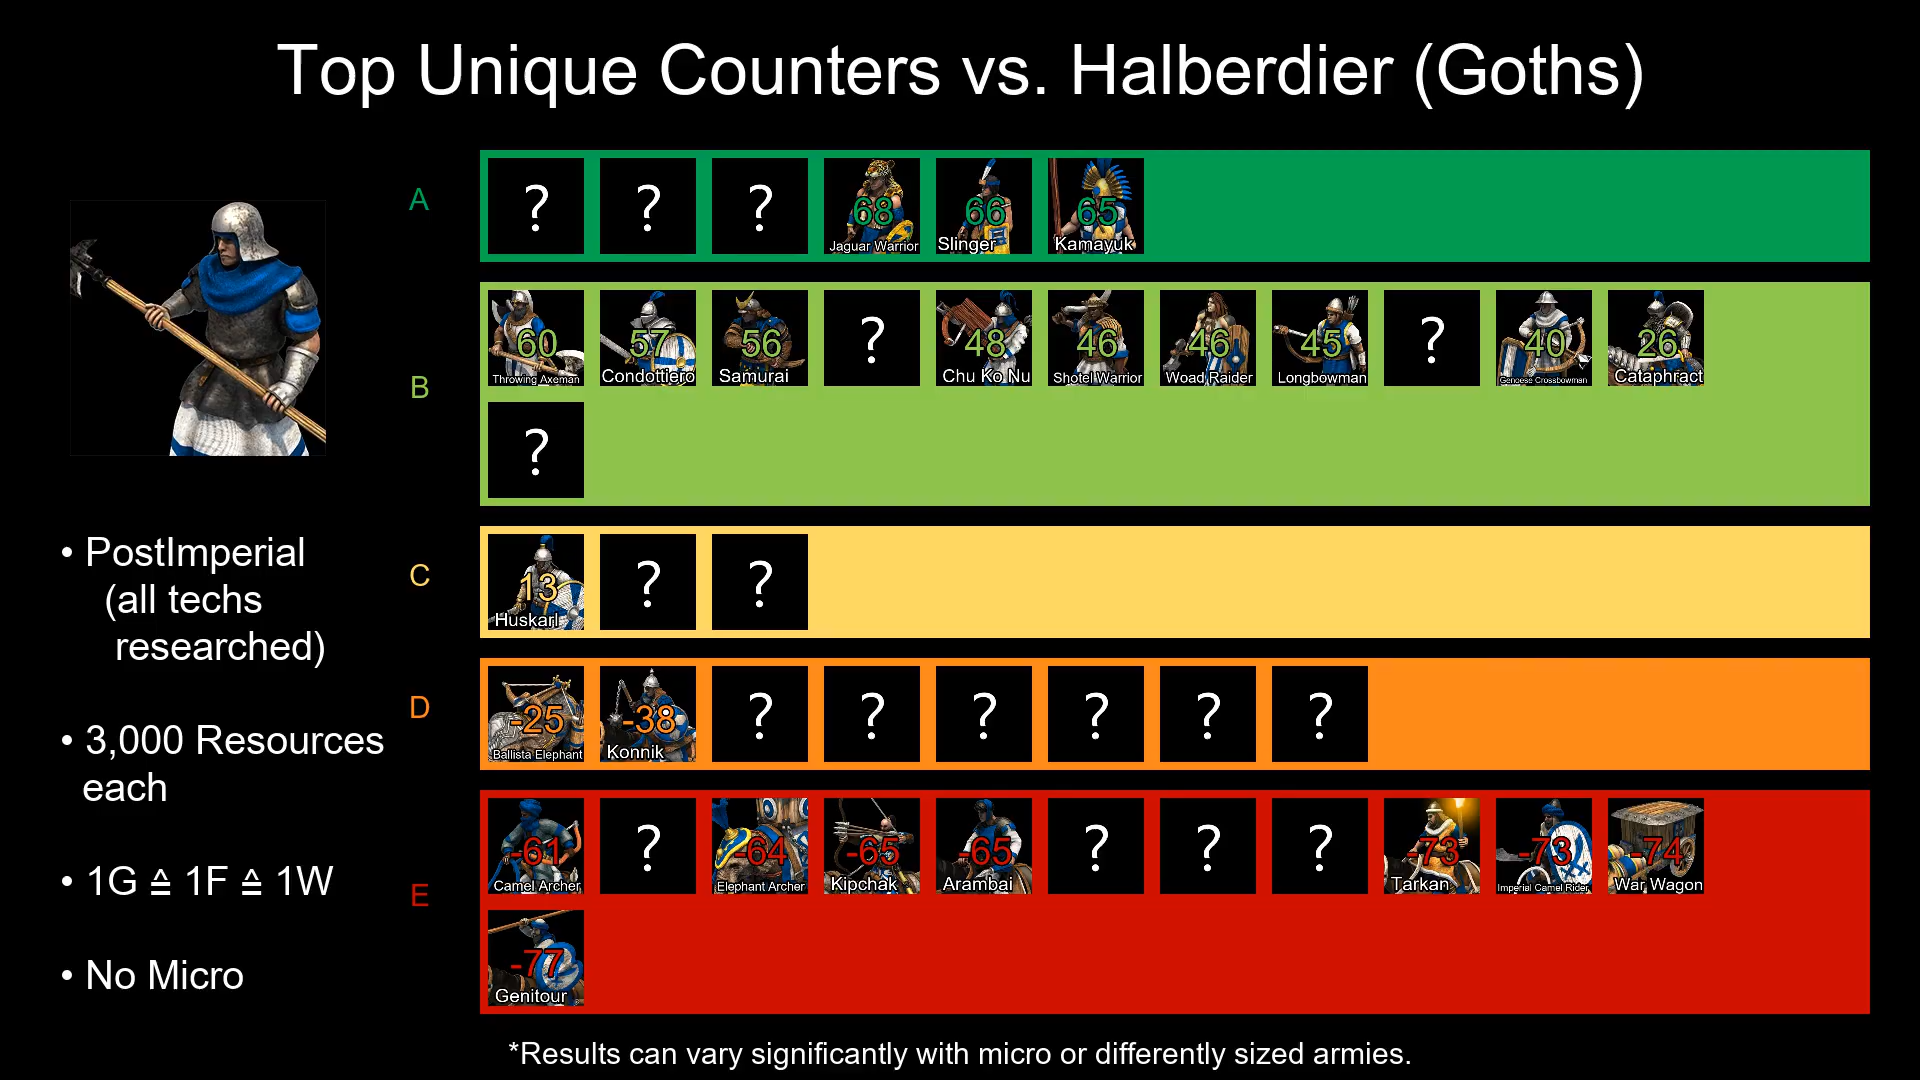 Top Unique Counters vs. Halberdier (Goths)
A
? ? ? 68 66 65
Jaguar Warrior Slinger Kamayuk
B
60 57 56 ? 48 46 46 45 ? 40 26
Throwing Axeman Condottiero Samurai Chu Ko Nu Shotel Warrior Woad Raider Longbowman Genoese Crossbowman Cataphract
?
• PostImperial
(all techs
researched)
C
13 ? ?
Huskarl
• 3,000 Resources
each
D
-25 -38 ? ? ? ? ? ?
Ballista Elephant Konnik
• 1G ≙ 1F ≙ 1W
• No Micro
E
-61 ? -64 -65 -65 ? ? ? -73 -73 -74
Camel Archer Elephant Archer Kipchak Arambai Tarkan Imperial Camel Rider War Wagon
-77
Genitour
*Results can vary significantly with micro or differently sized armies.